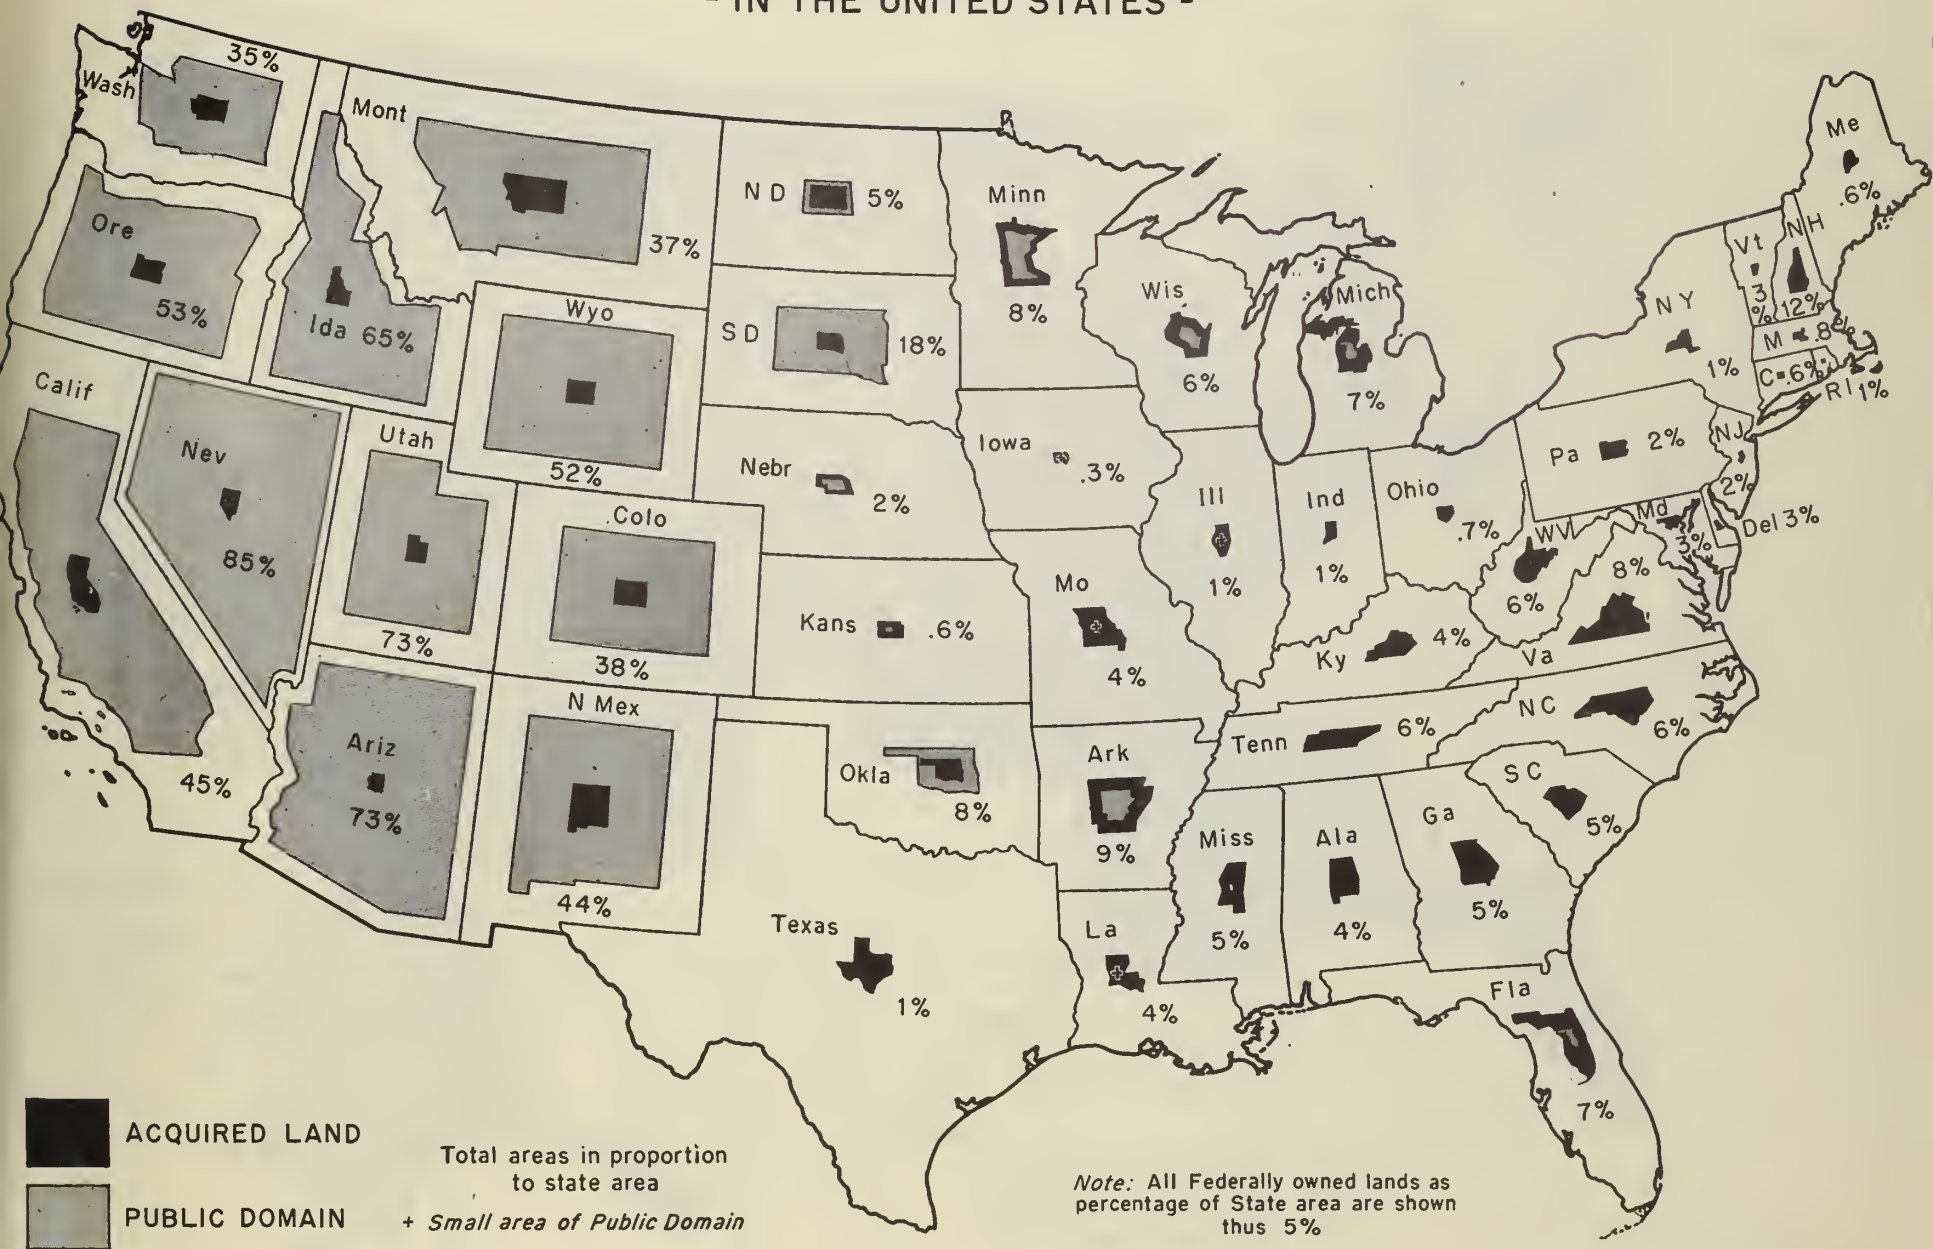 - IN THE UNITED STATES -
Wash
35%
Mont
37%
Ore
53%
Ida 65%
Wyo
52%
N D
5%
S D
18%
Minn
8%
Wis
6%
Mich
7%
Me
.6%
Vt
3
%
N H
12%
N Y
1%
M
.8%
C
.6%
R I 1%
Calif
45%
Nev
85%
Utah
73%
Colo
38%
Nebr
2%
Iowa
.3%
Kans
.6%
Mo
4%
Ill
1%
Ind
1%
Ohio
.7%
Pa
2%
NJ
2%
Md
3%
Del 3%
WV
6%
8%
Va
Ky
4%
Ariz
73%
N Mex
44%
Okla
8%
Texas
1%
Ark
9%
La
4%
Tenn
6%
N C
6%
S C
5%
Miss
5%
Ala
4%
Ga
5%
Fla
7%
ACQUIRED LAND
PUBLIC DOMAIN
Total areas in proportion
to state area
+ Small area of Public Domain
Note: All Federally owned lands as
percentage of State area are shown
thus 5%